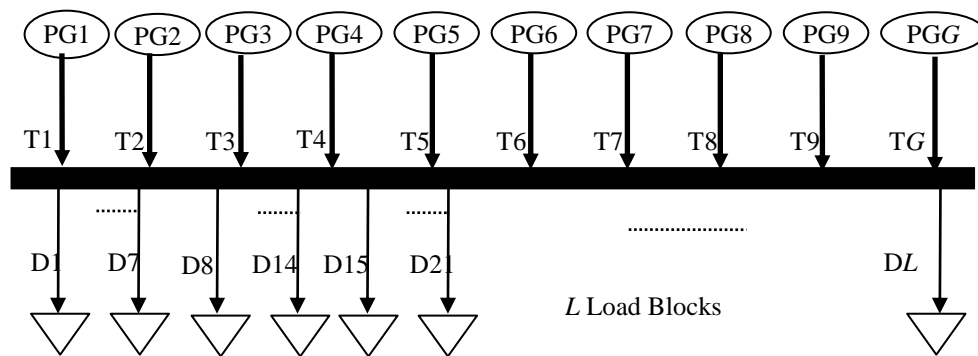 PG1 PG2 PG3 PG4 PG5 PG6 PG7 PG8 PG9 PGG
T1 T2 T3 T4 T5 T6 T7 T8 T9 TG
D1 D7 D8 D14 D15 D21 DL
L Load Blocks